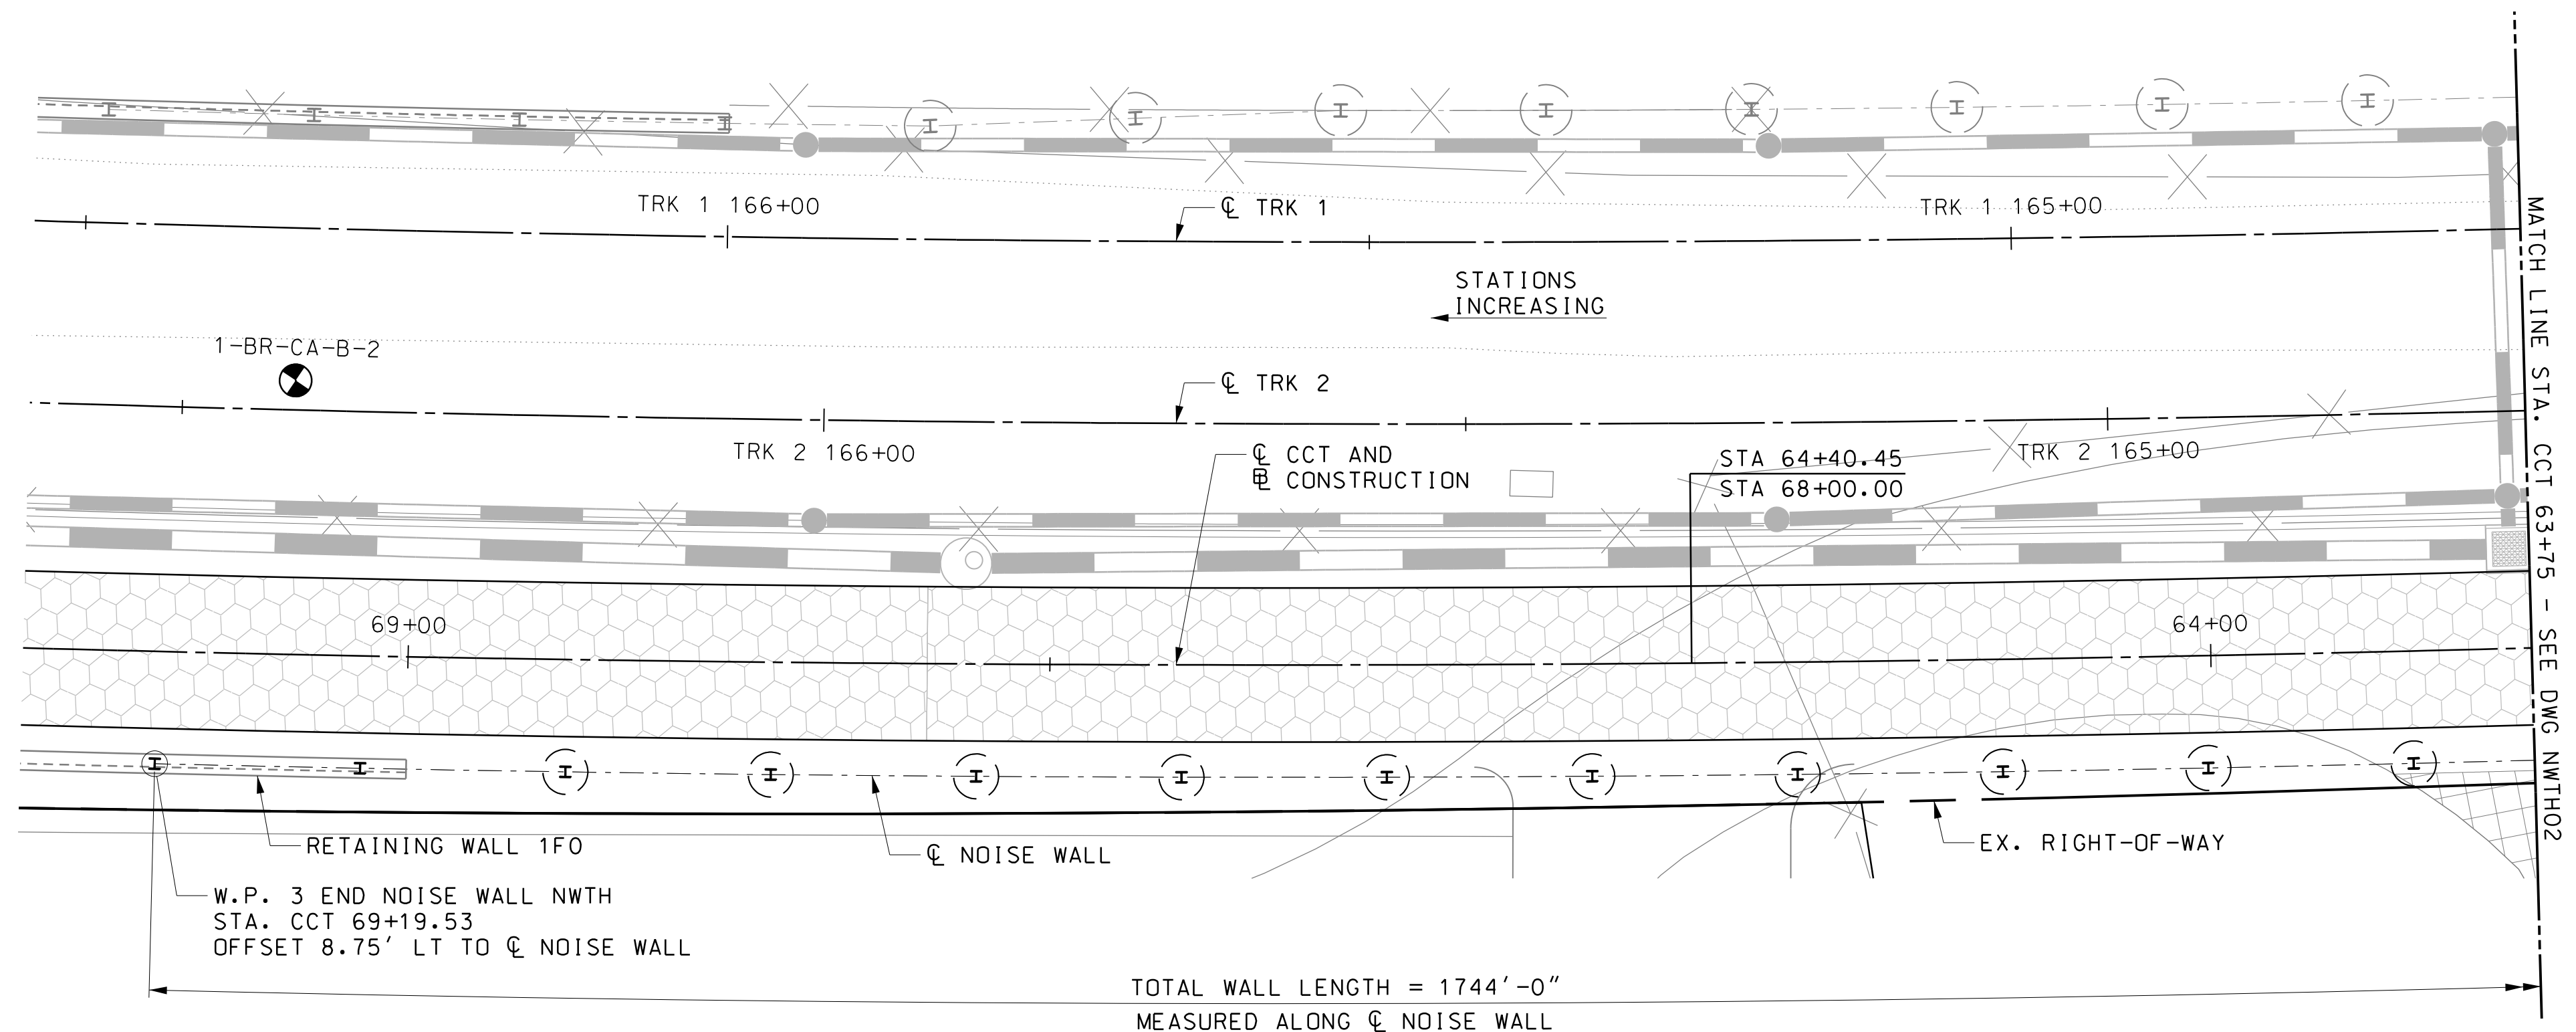 TRK 1 166+00
℄ TRK 1
TRK 1 165+00
STATIONS
INCREASING
1-BR-CA-B-2
℄ TRK 2
TRK 2 166+00
℄ CCT AND
BL CONSTRUCTION
STA 64+40.45
STA 68+00.00
TRK 2 165+00
69+00
64+00
RETAINING WALL 1F0
℄ NOISE WALL
EX. RIGHT-OF-WAY
W.P. 3 END NOISE WALL NWTH
STA. CCT 69+19.53
OFFSET 8.75' LT TO ℄ NOISE WALL
TOTAL WALL LENGTH = 1744'-0"
MEASURED ALONG ℄ NOISE WALL
MATCH LINE STA. CCT 63+75 - SEE DWG NWTH02